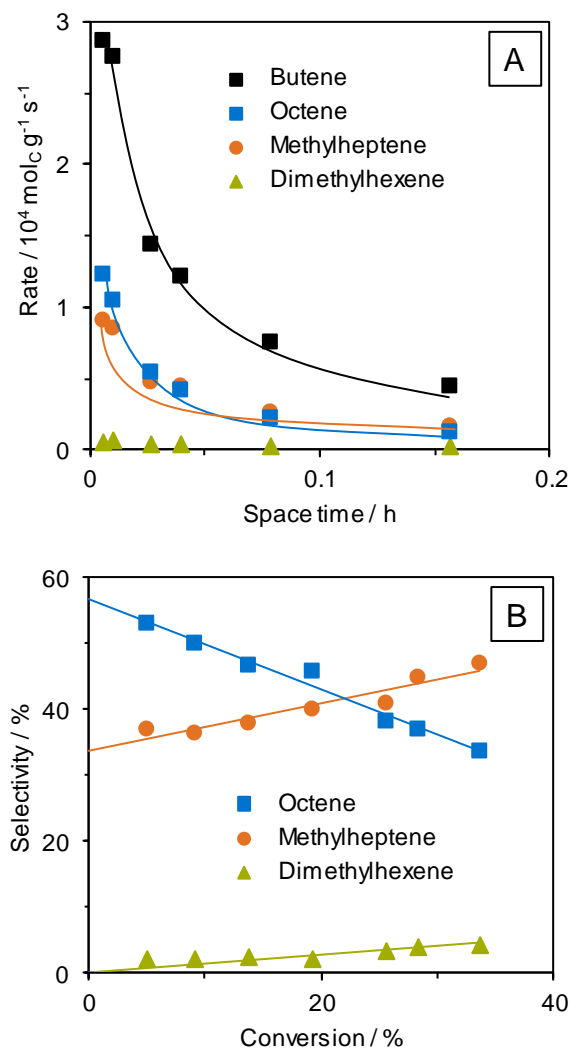 A
3
2
1
0
0
0.1
0.2
Rate / 10⁴ mol_C g⁻¹ s⁻¹
Space time / h
Butene
Octene
Methylheptene
Dimethylhexene
B
60
40
20
0
0
20
40
Selectivity / %
Conversion / %
Octene
Methylheptene
Dimethylhexene